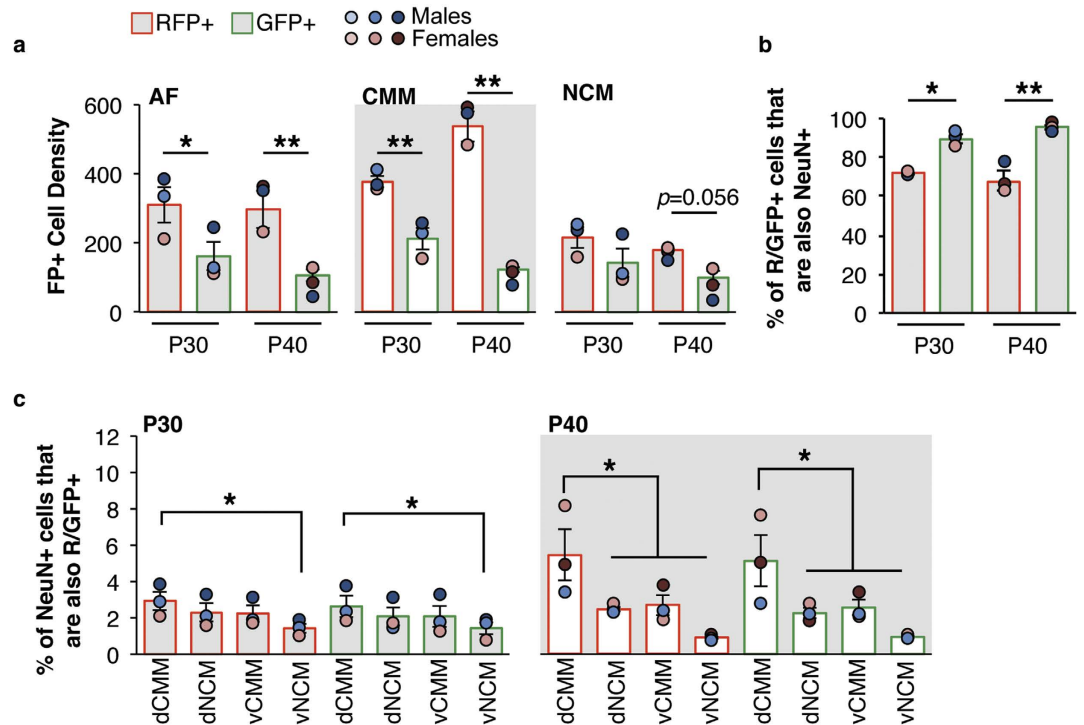 RFP+ GFP+ Males
Females
a
b
AF CMM NCM
FP+ Cell Density
600
400
200
0
* ** ** ** p=0.056
P30 P40 P30 P40 P30 P40
% of R/GFP+ cells that
are also NeuN+
100
80
60
40
20
0
* **
P30 P40
c
P30 P40
% of NeuN+ cells that
are also R/GFP+
12
10
8
6
4
2
0
* * * *
dCMM dNCM vCMM vNCM dCMM dNCM vCMM vNCM
dCMM dNCM vCMM vNCM dCMM dNCM vCMM vNCM